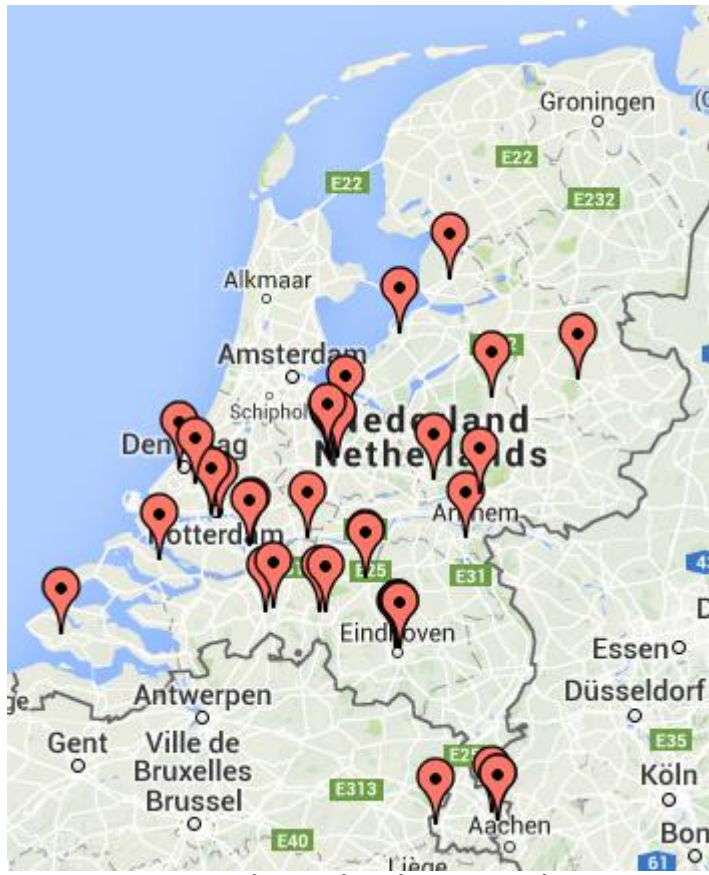 Groningen
E22
E22
E232
Alkmaar
Amsterdam
Schiphol
Nederland
Netherlands
Den Haag
Arnhem
Rotterdam
E25
E31
Eindhoven
Essen
Düsseldorf
Antwerpen
Gent
Ville de
Bruxelles
Brussel
E35
E313
Köln
Aachen
E40
Liège
61